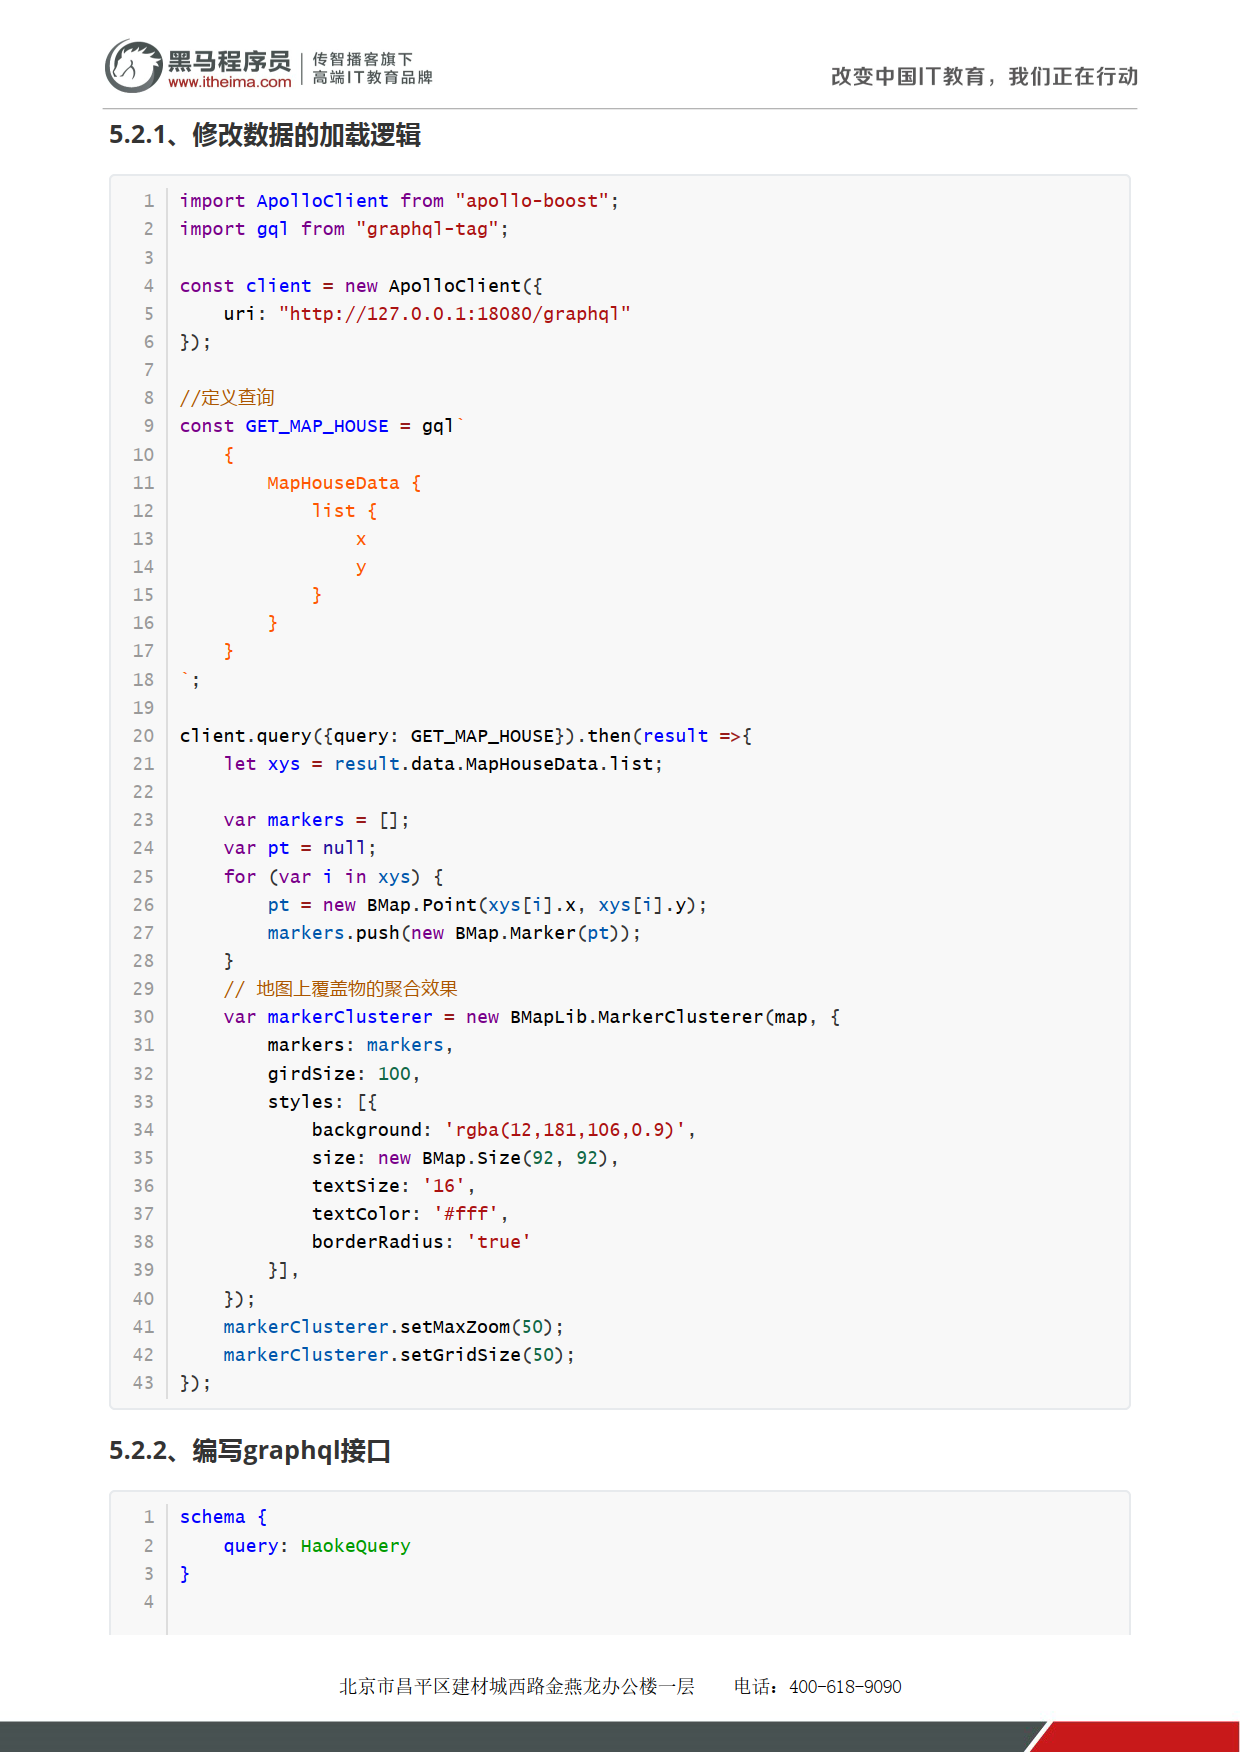 黑马程序员
www.itheima.com
传智播客旗下
高端IT教育品牌
改变中国IT教育，我们正在行动
5.2.1、修改数据的加载逻辑
1 import ApolloClient from "apollo-boost";
2 import gql from "graphql-tag";
3
4 const client = new ApolloClient({
5     uri: "http://127.0.0.1:18080/graphql"
6 });
7
8 //定义查询
9 const GET_MAP_HOUSE = gql`
10     {
11         MapHouseData {
12             list {
13                 x
14                 y
15             }
16         }
17     }
18 `;
19
20 client.query({query: GET_MAP_HOUSE}).then(result =>{
21     let xys = result.data.MapHouseData.list;
22
23     var markers = [];
24     var pt = null;
25     for (var i in xys) {
26         pt = new BMap.Point(xys[i].x, xys[i].y);
27         markers.push(new BMap.Marker(pt));
28     }
29     // 地图上覆盖物的聚合效果
30     var markerClusterer = new BMapLib.MarkerClusterer(map, {
31         markers: markers,
32         girdSize: 100,
33         styles: [{
34             background: 'rgba(12,181,106,0.9)',
35             size: new BMap.Size(92, 92),
36             textSize: '16',
37             textColor: '#fff',
38             borderRadius: 'true'
39         }],
40     });
41     markerClusterer.setMaxZoom(50);
42     markerClusterer.setGridSize(50);
43 });
5.2.2、编写graphql接口
1 schema {
2     query: HaokeQuery
3 }
4
北京市昌平区建材城西路金燕龙办公楼一层 电话：400-618-9090